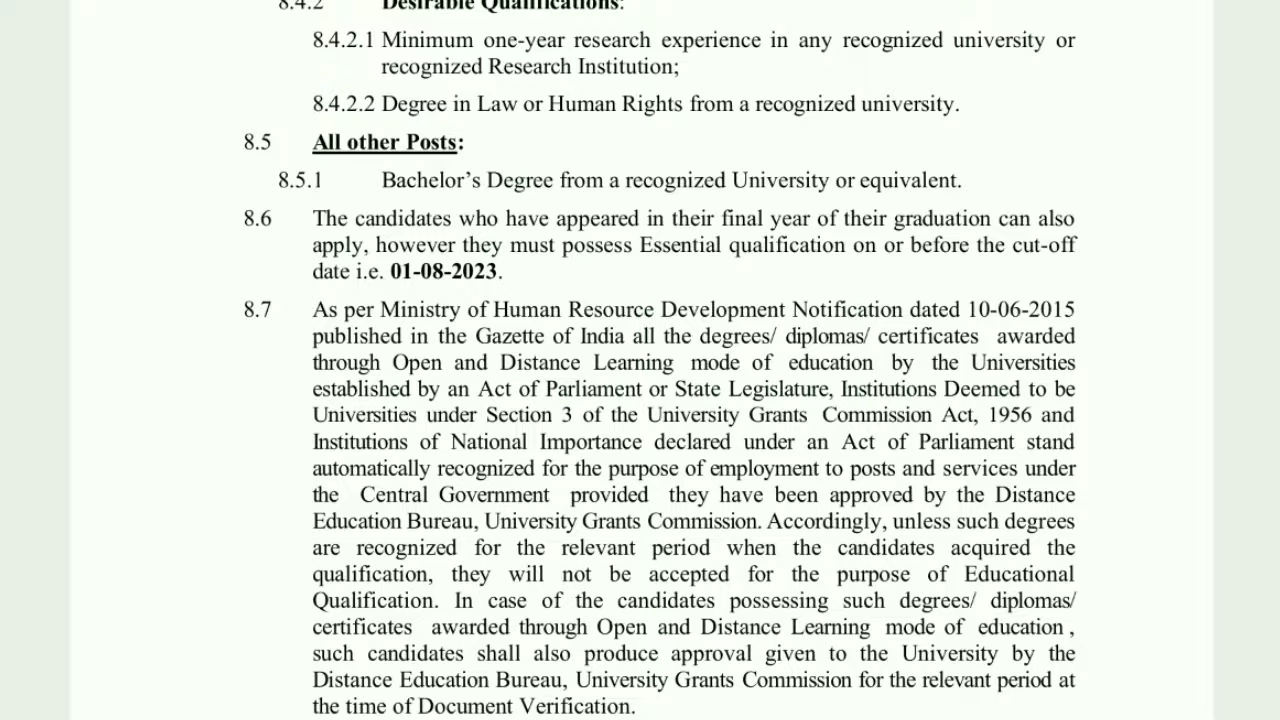 8.4.2 Desirable Qualifications:
8.4.2.1 Minimum one-year research experience in any recognized university or
recognized Research Institution;
8.4.2.2 Degree in Law or Human Rights from a recognized university.
8.5 All other Posts:
8.5.1 Bachelor’s Degree from a recognized University or equivalent.
8.6 The candidates who have appeared in their final year of their graduation can also
apply, however they must possess Essential qualification on or before the cut-off
date i.e. 01-08-2023.
8.7 As per Ministry of Human Resource Development Notification dated 10-06-2015
published in the Gazette of India all the degrees/ diplomas/ certificates awarded
through Open and Distance Learning mode of education by the Universities
established by an Act of Parliament or State Legislature, Institutions Deemed to be
Universities under Section 3 of the University Grants Commission Act, 1956 and
Institutions of National Importance declared under an Act of Parliament stand
automatically recognized for the purpose of employment to posts and services under
the Central Government provided they have been approved by the Distance
Education Bureau, University Grants Commission. Accordingly, unless such degrees
are recognized for the relevant period when the candidates acquired the
qualification, they will not be accepted for the purpose of Educational
Qualification. In case of the candidates possessing such degrees/ diplomas/
certificates awarded through Open and Distance Learning mode of education ,
such candidates shall also produce approval given to the University by the
Distance Education Bureau, University Grants Commission for the relevant period at
the time of Document Verification.